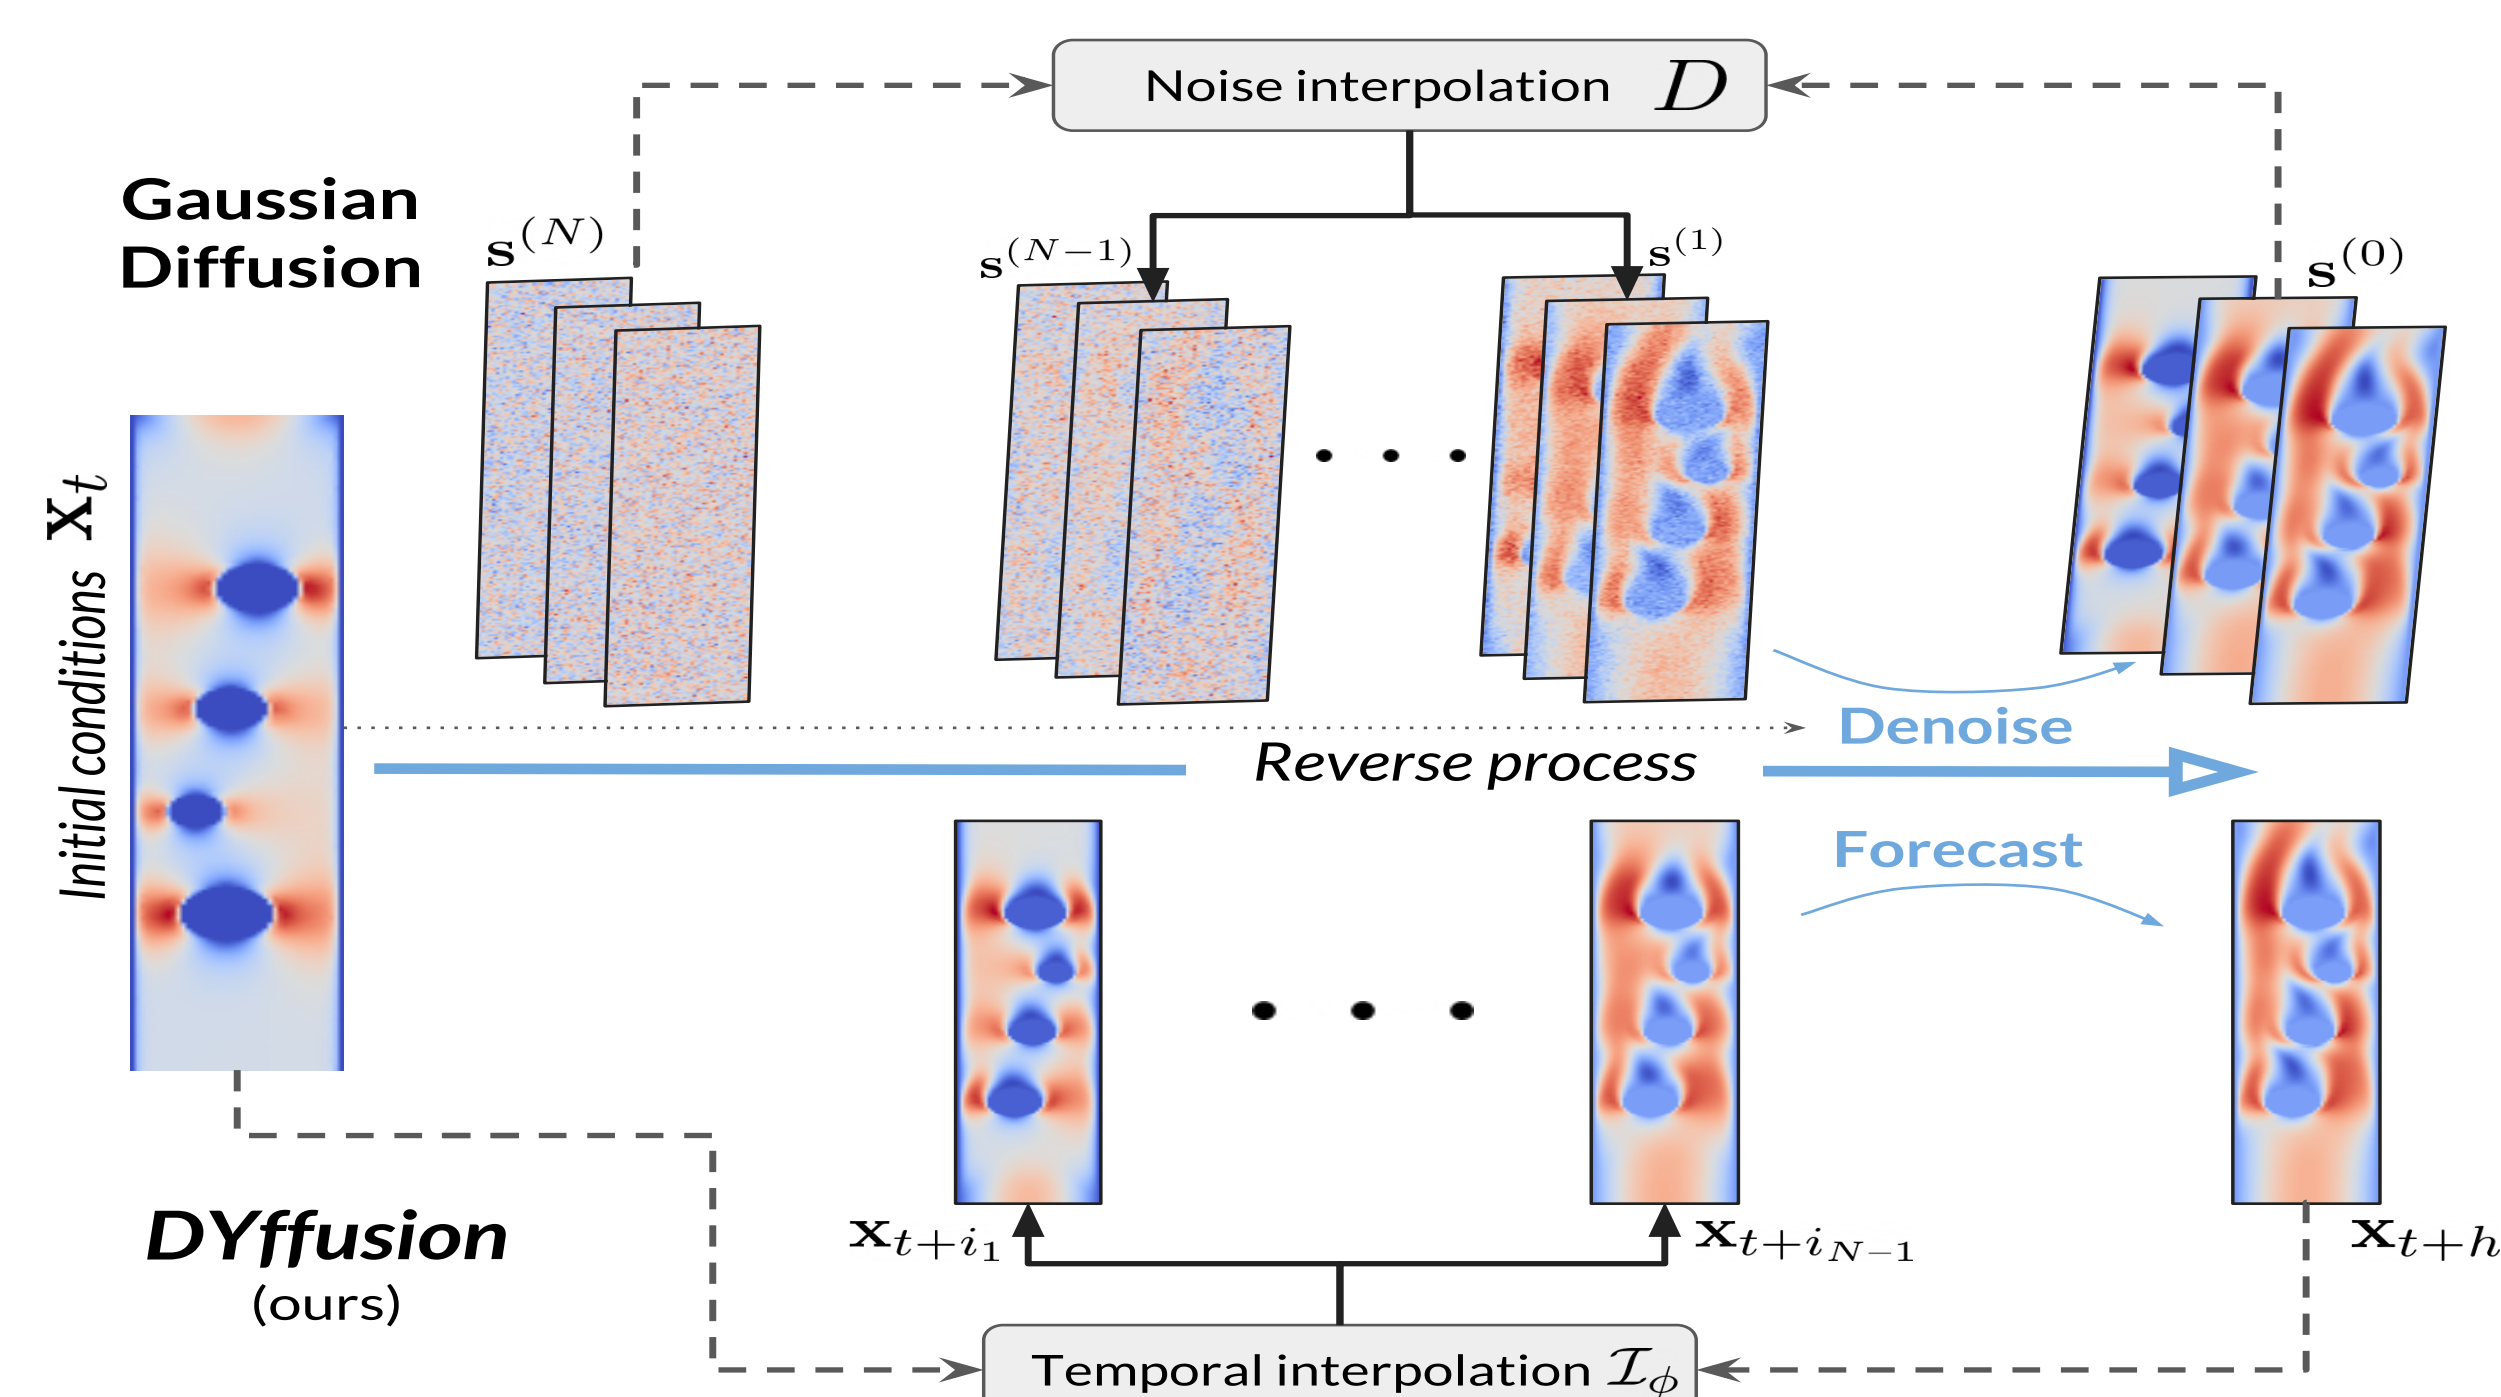 Noise interpolation D
Gaussian
Diffusion
s^(N)
s^(N−1)
s^(1)
s^(0)
Initial conditions x_t
Denoise
Reverse process
Forecast
x_{t+i_1}
x_{t+i_{N−1}}
x_{t+h}
DYffusion
(ours)
Temporal interpolation 𝓘_ϕ